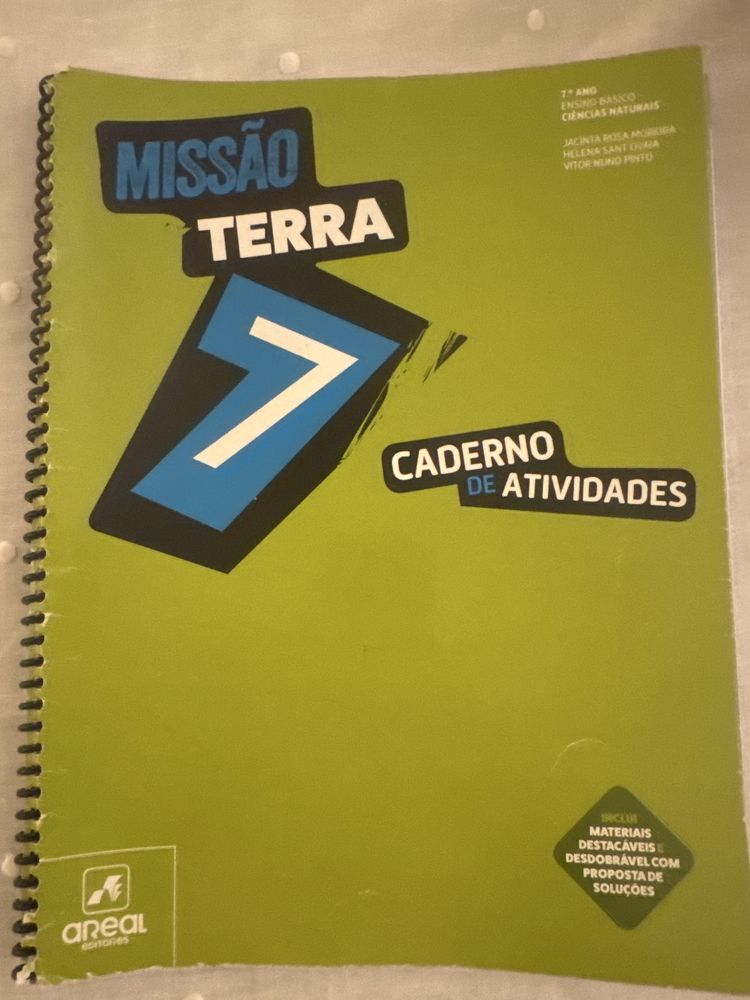 7.º ANO
ENSINO BÁSICO
CIÊNCIAS NATURAIS
JACINTA ROSA MOREIRA
HELENA SANT'OVAIA
VITOR NUNO PINTO
MISSÃO
TERRA
7
CADERNO
DE ATIVIDADES
INCLUI
MATERIAIS
DESTACÁVEIS E
DESDOBRÁVEL COM
PROPOSTA DE
SOLUÇÕES
areal
EDITORES